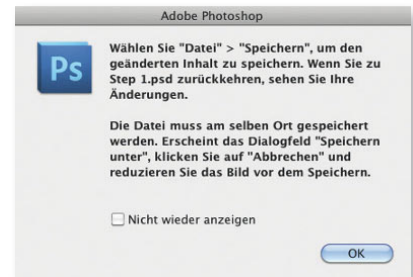 Adobe Photoshop
Ps
Wählen Sie "Datei" > "Speichern", um den
geänderten Inhalt zu speichern. Wenn Sie zu
Step 1.psd zurückkehren, sehen Sie Ihre
Änderungen.
Die Datei muss am selben Ort gespeichert
werden. Erscheint das Dialogfeld "Speichern
unter", klicken Sie auf "Abbrechen" und
reduzieren Sie das Bild vor dem Speichern.
Nicht wieder anzeigen
OK